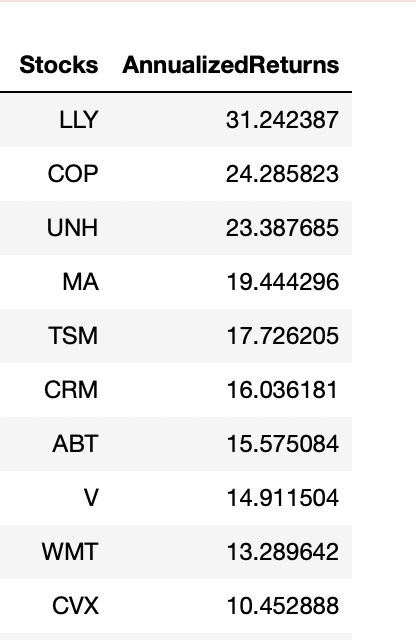 Stocks AnnualizedReturns
LLY 31.242387
COP 24.285823
UNH 23.387685
MA 19.444296
TSM 17.726205
CRM 16.036181
ABT 15.575084
V 14.911504
WMT 13.289642
CVX 10.452888